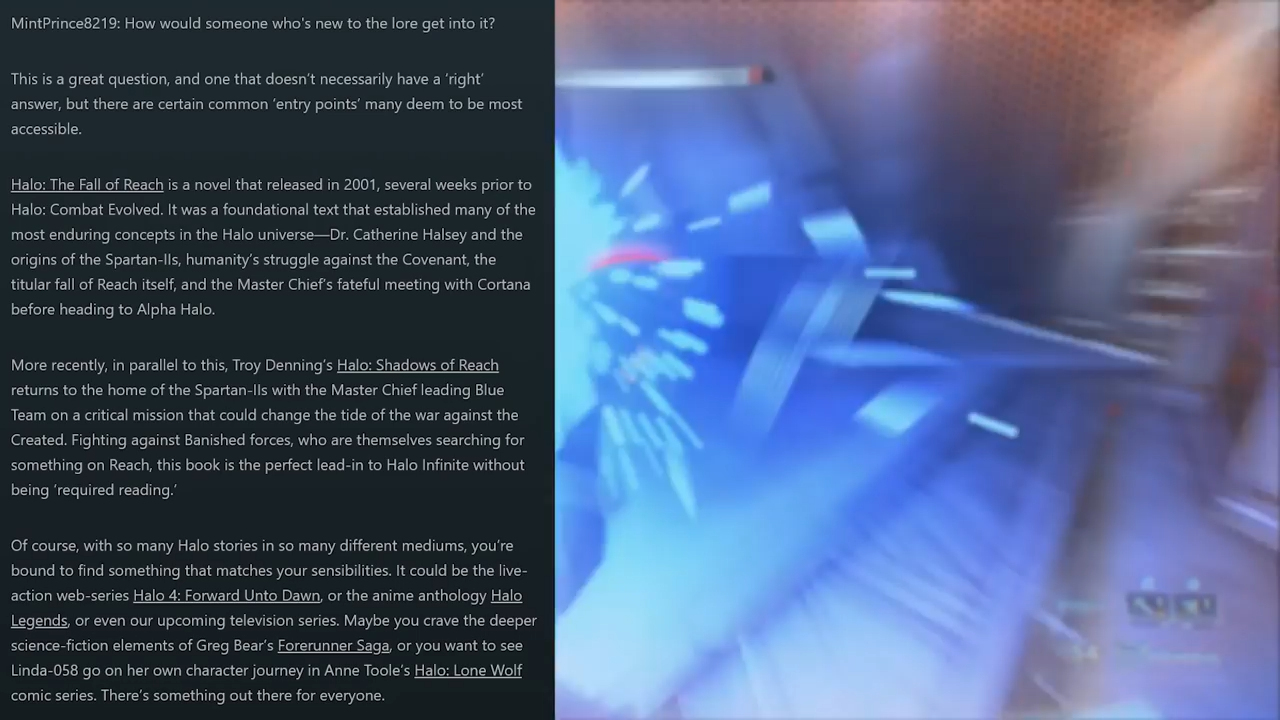 MintPrince8219: How would someone who's new to the lore get into it?
This is a great question, and one that doesn’t necessarily have a ‘right’
answer, but there are certain common ‘entry points’ many deem to be most
accessible.
Halo: The Fall of Reach is a novel that released in 2001, several weeks prior to
Halo: Combat Evolved. It was a foundational text that established many of the
most enduring concepts in the Halo universe—Dr. Catherine Halsey and the
origins of the Spartan-IIs, humanity’s struggle against the Covenant, the
titular fall of Reach itself, and the Master Chief’s fateful meeting with Cortana
before heading to Alpha Halo.
More recently, in parallel to this, Troy Denning’s Halo: Shadows of Reach
returns to the home of the Spartan-IIs with the Master Chief leading Blue
Team on a critical mission that could change the tide of the war against the
Created. Fighting against Banished forces, who are themselves searching for
something on Reach, this book is the perfect lead-in to Halo Infinite without
being ‘required reading.’
Of course, with so many Halo stories in so many different mediums, you’re
bound to find something that matches your sensibilities. It could be the live-
action web-series Halo 4: Forward Unto Dawn, or the anime anthology Halo
Legends, or even our upcoming television series. Maybe you crave the deeper
science-fiction elements of Greg Bear’s Forerunner Saga, or you want to see
Linda-058 go on her own character journey in Anne Toole’s Halo: Lone Wolf
comic series. There’s something out there for everyone.